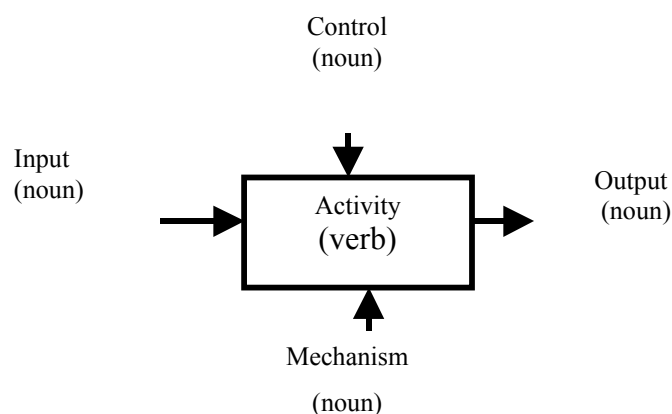 Control
(noun)
Input
(noun)
Activity
(verb)
Output
(noun)
Mechanism
(noun)